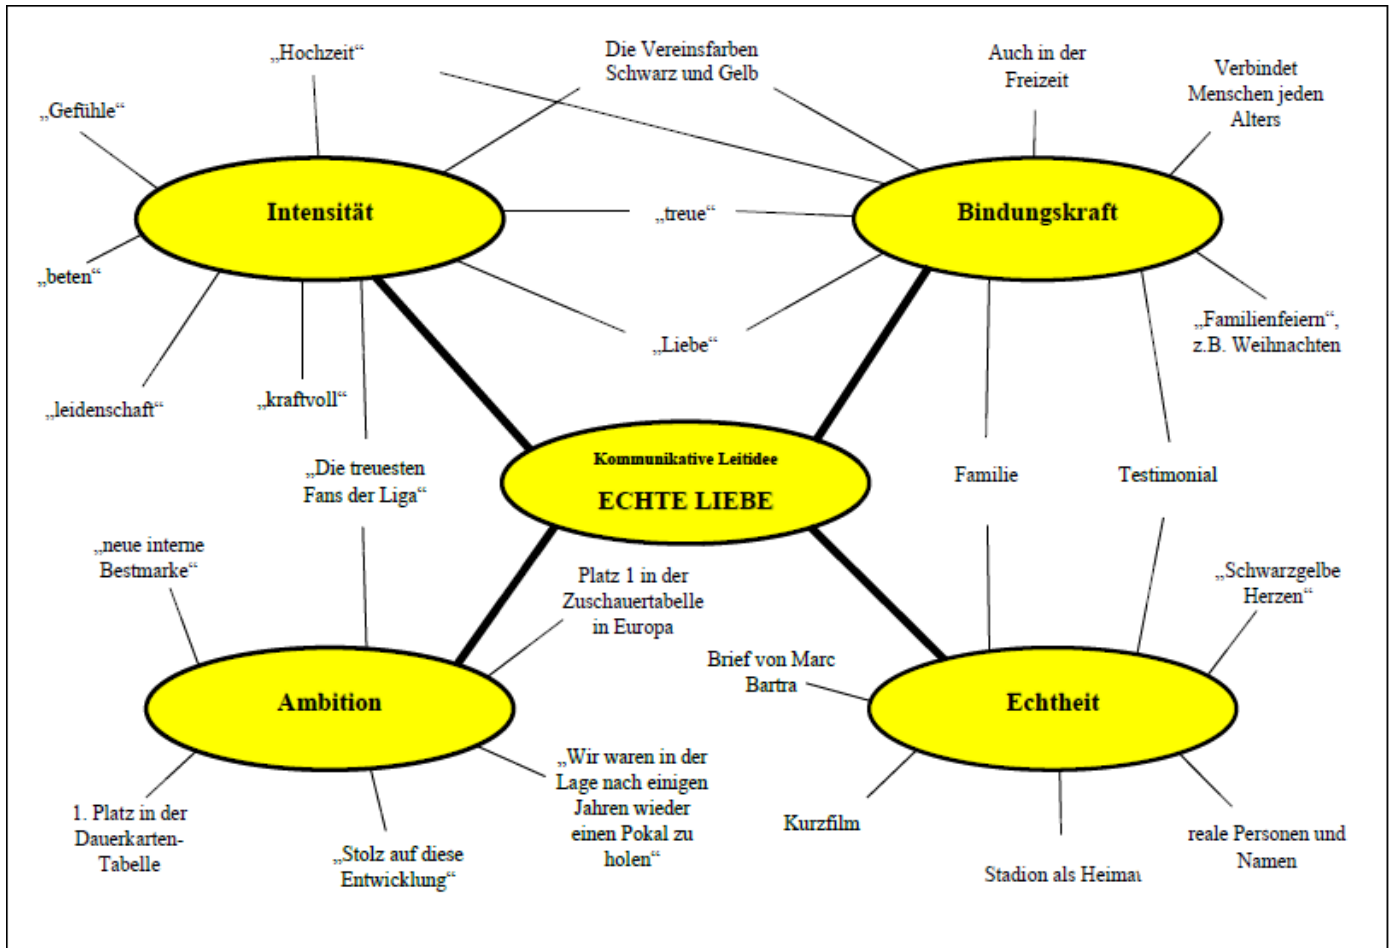 „Hochzeit“
Die Vereinsfarben
Schwarz und Gelb
Auch in der
Freizeit
Verbindet
Menschen jeden
Alters
„Gefühle“
Intensität
„treue“
Bindungskraft
„beten“
„Familienfeiern“,
z.B. Weihnachten
„Liebe“
„leidenschaft“
„kraftvoll“
Kommunikative Leitidee
ECHTE LIEBE
„Die treuesten
Fans der Liga“
Familie
Testimonial
„neue interne
Bestmarke“
Platz 1 in der
Zuschauertabelle
in Europa
„Schwarzgelbe
Herzen“
Brief von Marc
Bartra
Ambition
Echtheit
1. Platz in der
Dauerkarten-
Tabelle
„Stolz auf diese
Entwicklung“
„Wir waren in der
Lage nach einigen
Jahren wieder
einen Pokal zu
holen“
Kurzfilm
Stadion als Heimat
reale Personen und
Namen